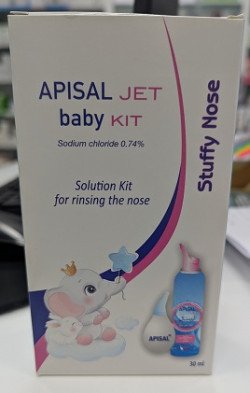 APISAL JET
baby KIT
Sodium chloride 0.74%
Stuffy Nose
Solution Kit
for rinsing the nose
APISAL
APISAL
30 ml